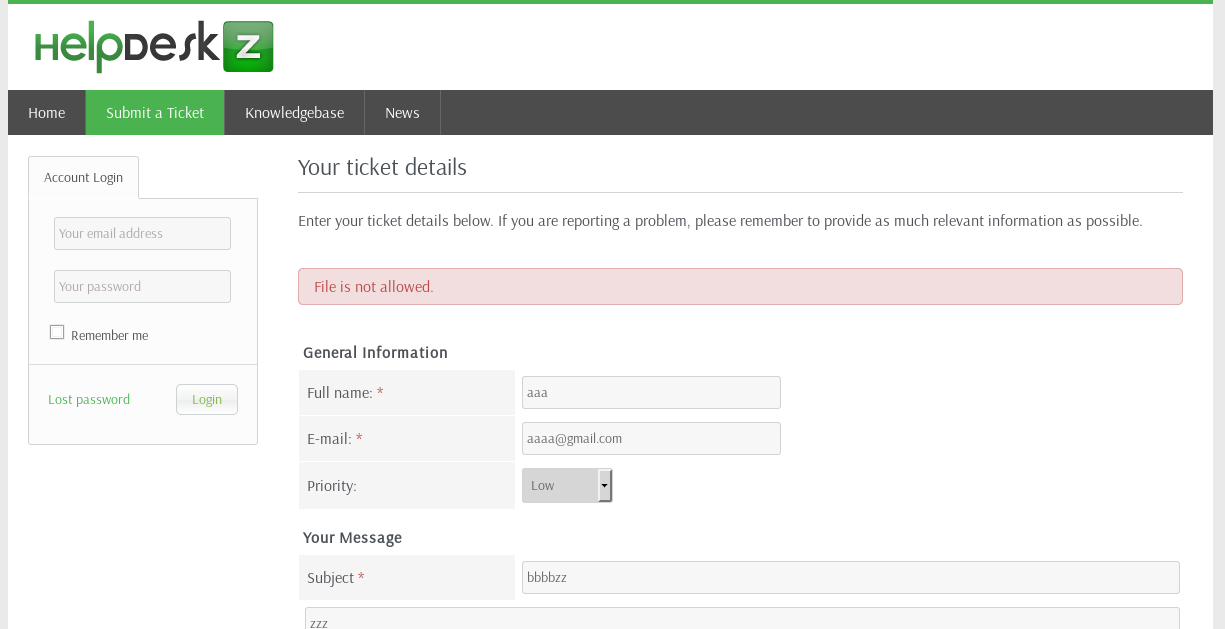 HelpDeskZ
Home Submit a Ticket Knowledgebase News
Account Login
Your email address
Your password
Remember me
Lost password Login
Your ticket details
Enter your ticket details below. If you are reporting a problem, please remember to provide as much relevant information as possible.
File is not allowed.
General Information
Full name: * aaa
E-mail: * aaaa@gmail.com
Priority: Low
Your Message
Subject * bbbbzz
zzz